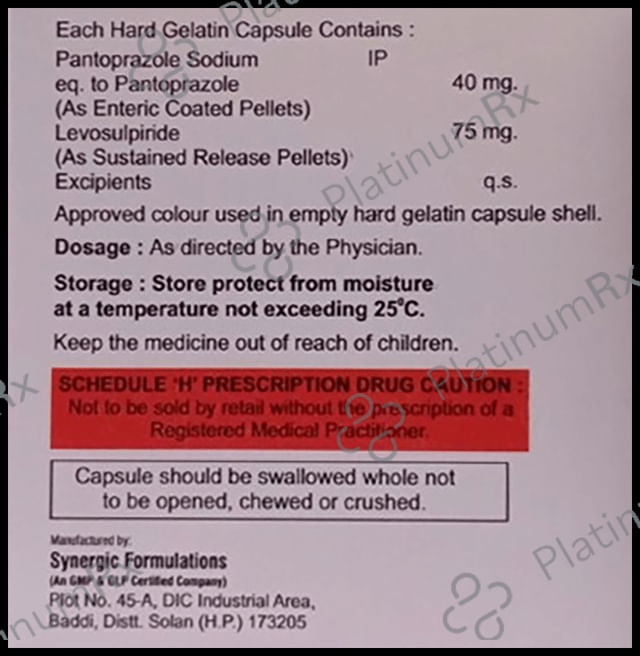 Each Hard Gelatin Capsule Contains :
Pantoprazole Sodium IP
eq. to Pantoprazole 40 mg.
(As Enteric Coated Pellets)
Levosulpiride 75 mg.
(As Sustained Release Pellets)
Excipients q.s.
Approved colour used in empty hard gelatin capsule shell.
Dosage : As directed by the Physician.
Storage : Store protect from moisture
at a temperature not exceeding 25°C.
Keep the medicine out of reach of children.
SCHEDULE 'H' PRESCRIPTION DRUG CAUTION :
Not to be sold by retail without the prescription of a
Registered Medical Practitioner.
Capsule should be swallowed whole not
to be opened, chewed or crushed.
Manufactured by:
Synergic Formulations
(An GMP & GLP Certified Company)
Plot No. 45-A, DIC Industrial Area,
Baddi, Distt. Solan (H.P.) 173205
PlatinumRx
PlatinumRx
PlatinumRx
Rx
Platin
inumRx